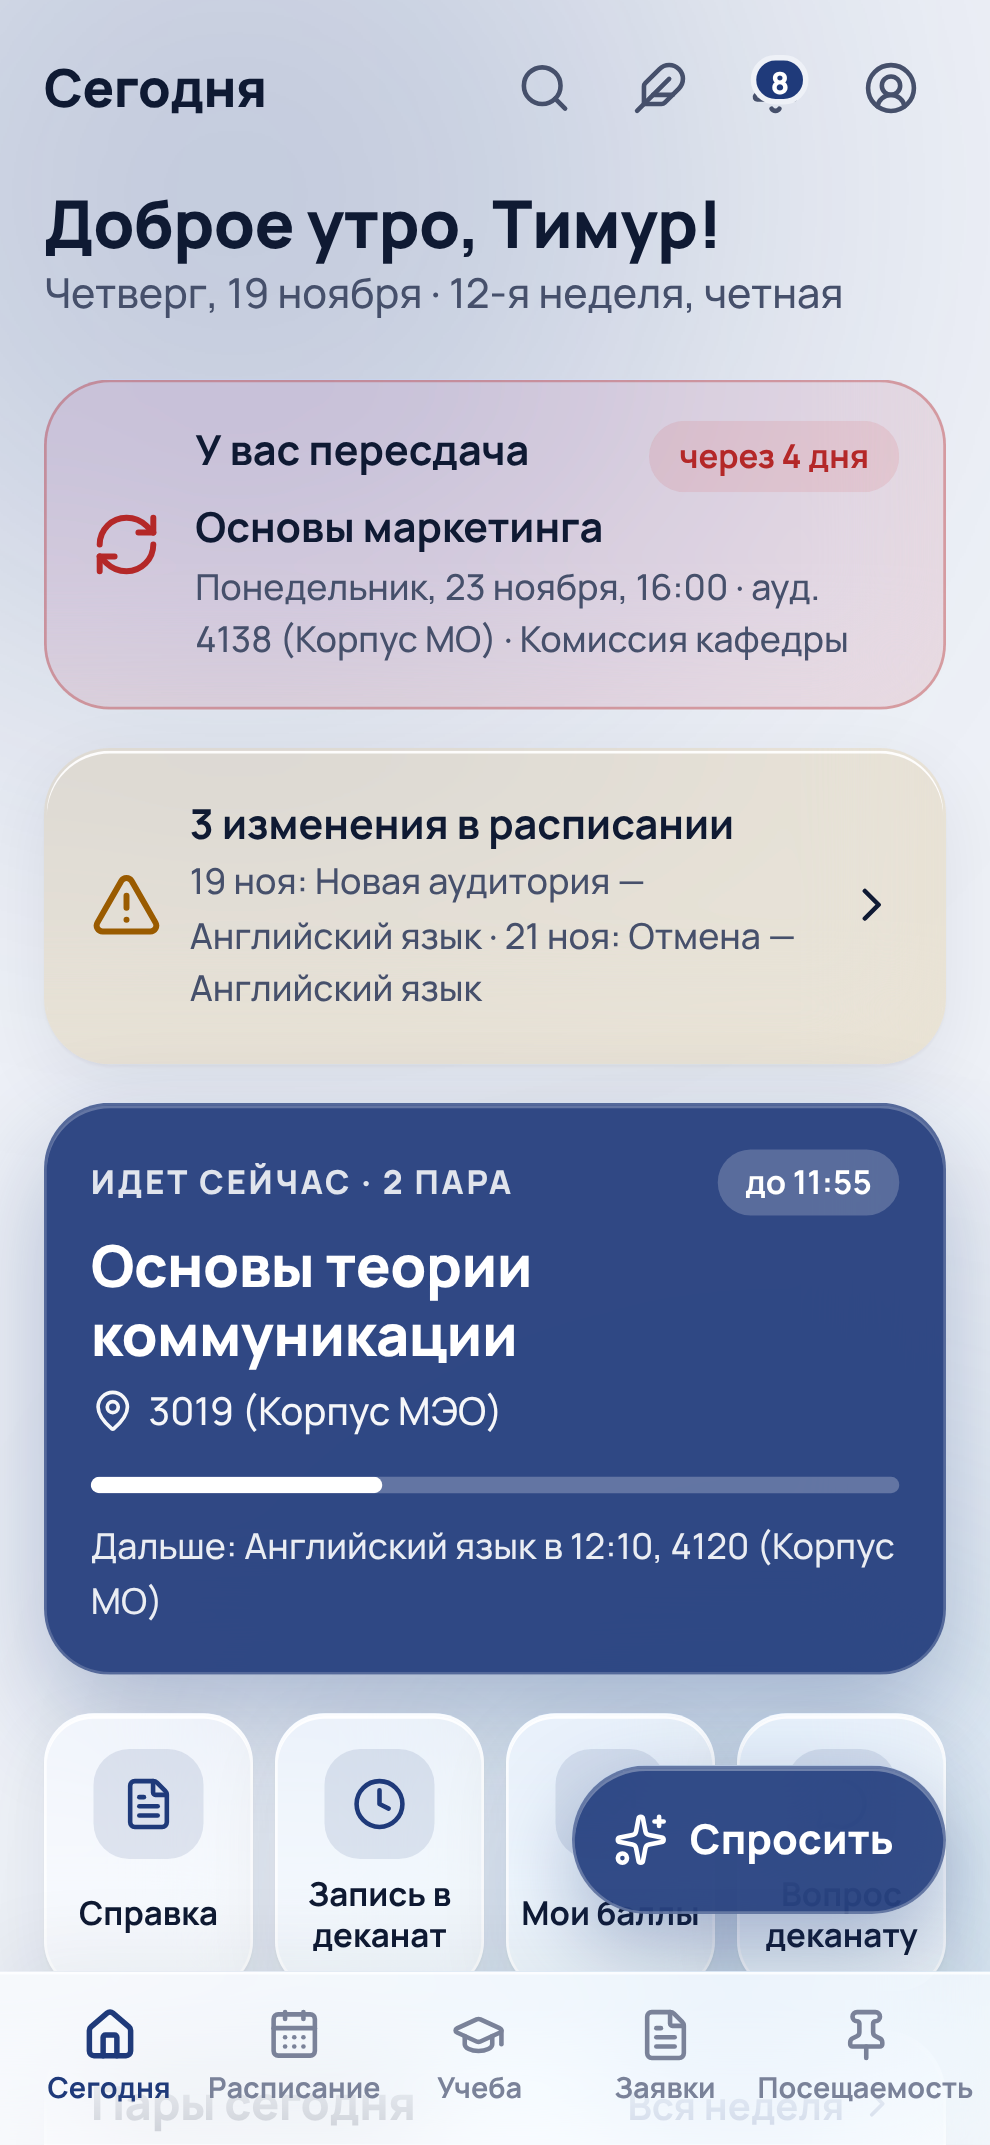 Сегодня
8
Доброе утро, Тимур!
Четверг, 19 ноября · 12-я неделя, четная
У вас пересдача
через 4 дня
Основы маркетинга
Понедельник, 23 ноября, 16:00 · ауд.
4138 (Корпус МО) · Комиссия кафедры
3 изменения в расписании
19 ноя: Новая аудитория —
Английский язык · 21 ноя: Отмена —
Английский язык
ИДЕТ СЕЙЧАС · 2 ПАРА
до 11:55
Основы теории
коммуникации
3019 (Корпус МЭО)
Дальше: Английский язык в 12:10, 4120 (Корпус
МО)
Спросить
Справка
Запись в
деканат
Мои баллы
Вопрос
деканату
Сегодня
Расписание
Учеба
Заявки
Посещаемость
Пары сегодня
Вся неделя